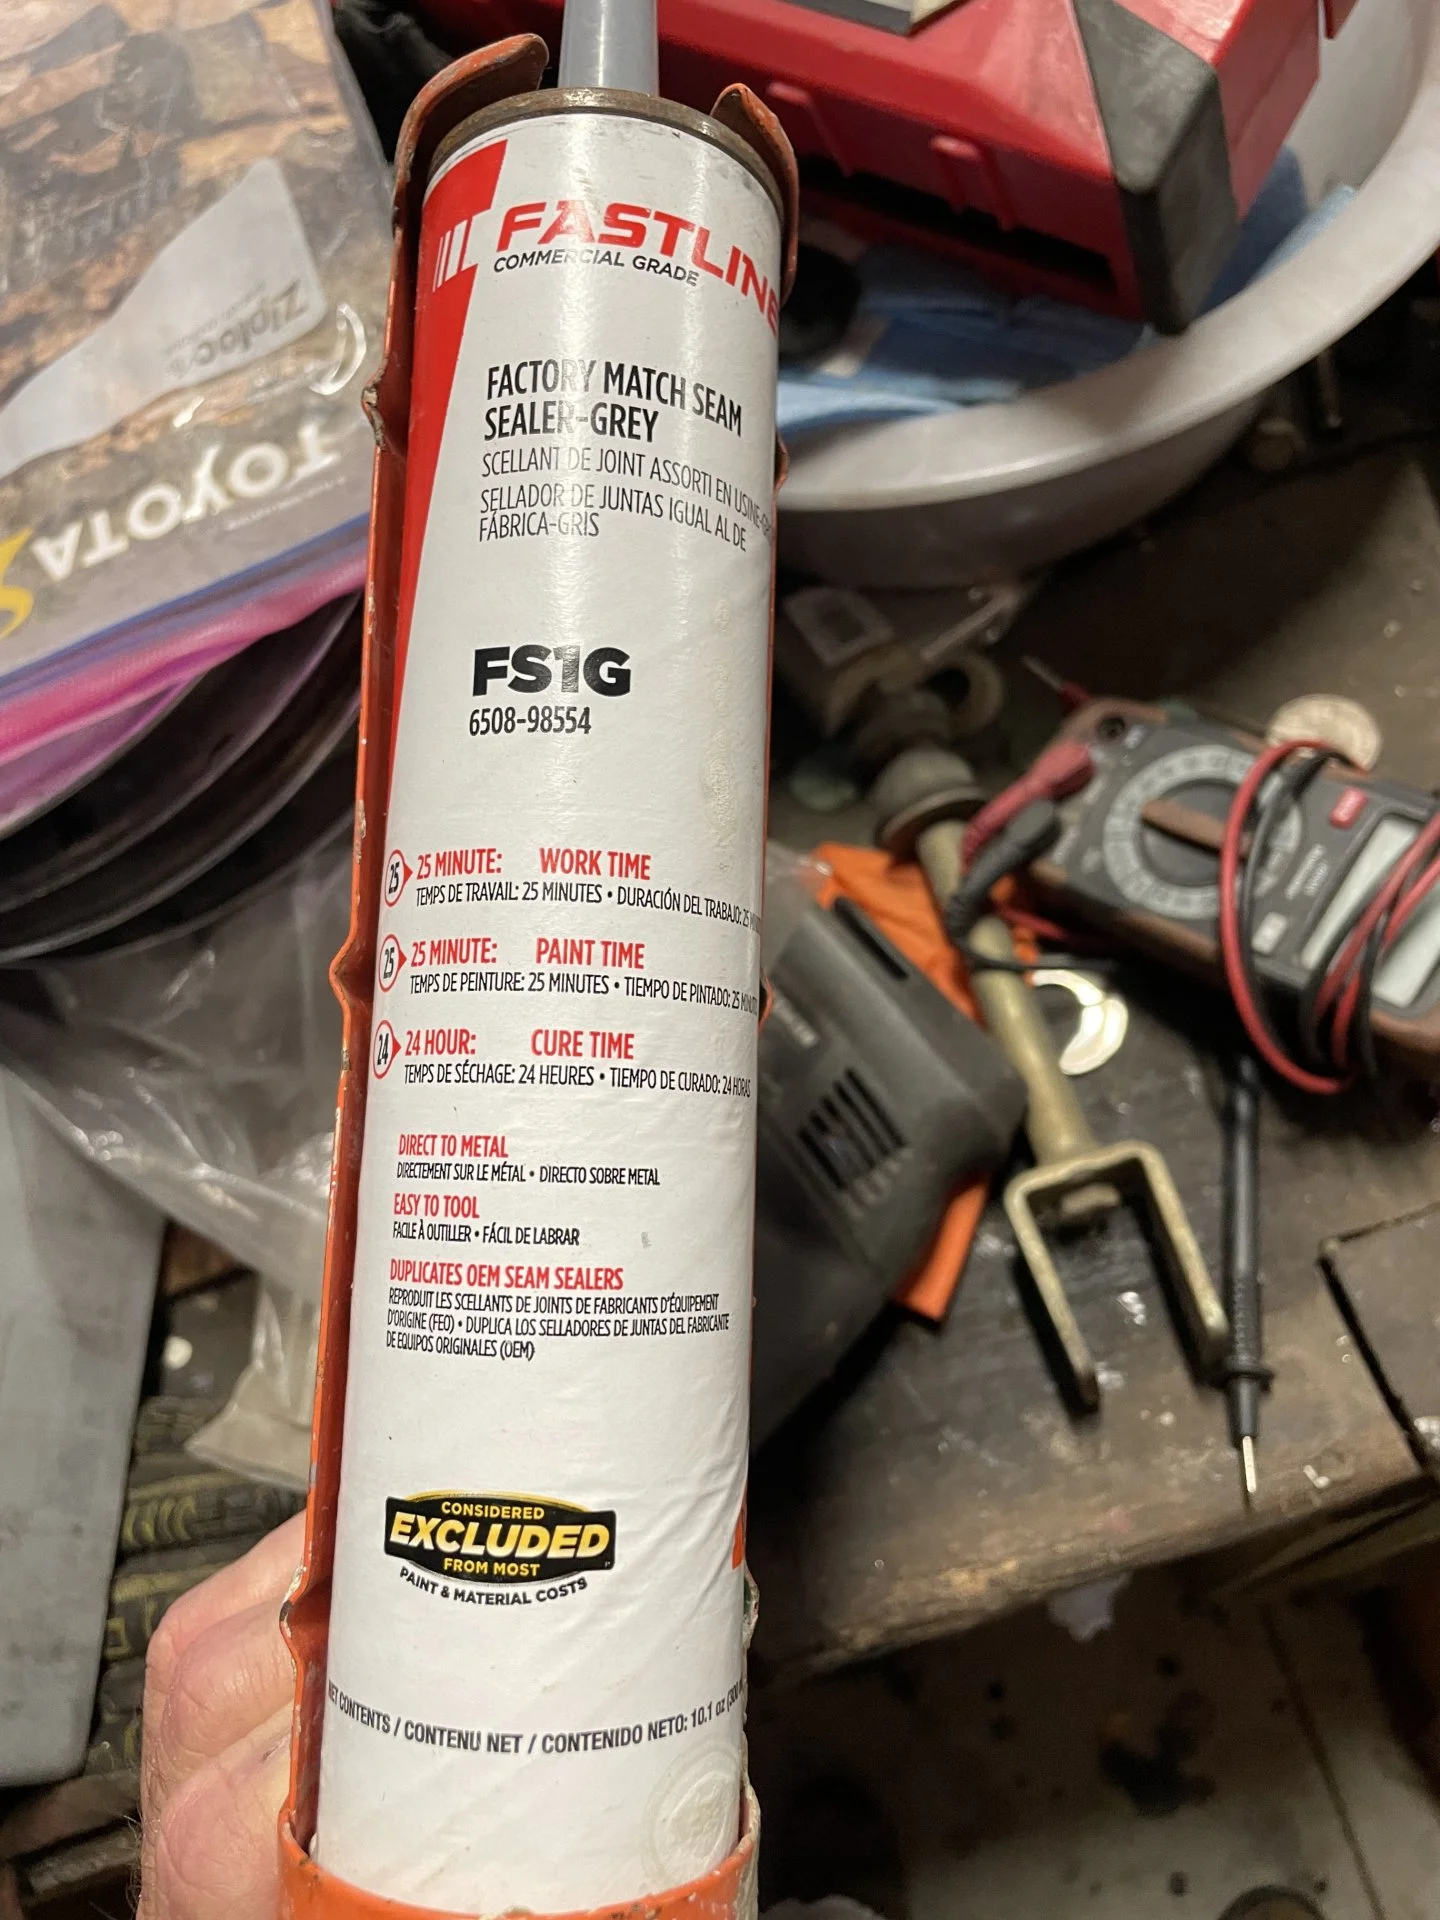 FASTLINE
COMMERCIAL GRADE
FACTORY MATCH SEAM
SEALER-GREY
SCELLANT DE JOINT ASSORTI EN USINE-
SELLADOR DE JUNTAS IGUAL AL DE
FÁBRICA-GRIS
FS1G
6508-98554
25 25 MINUTE: WORK TIME
TEMPS DE TRAVAIL: 25 MINUTES • DURACIÓN DEL TRABAJO: 25
25 25 MINUTE: PAINT TIME
TEMPS DE PEINTURE: 25 MINUTES • TIEMPO DE PINTADO: 25
24 24 HOUR: CURE TIME
TEMPS DE SÉCHAGE: 24 HEURES • TIEMPO DE CURADO: 24 HORAS
DIRECT TO METAL
DIRECTEMENT SUR LE MÉTAL • DIRECTO SOBRE METAL
EASY TO TOOL
FACILE À OUTILLER • FÁCIL DE LABRAR
DUPLICATES OEM SEAM SEALERS
REPRODUIT LES SCELLANTS DE JOINTS DE FABRICANTS D'ÉQUIPEMENT
D'ORIGINE (FEO) • DUPLICA LOS SELLADORES DE JUNTAS DEL FABRICANTE
DE EQUIPOS ORIGINALES (OEM)
CONSIDERED
EXCLUDED
FROM MOST
PAINT & MATERIAL COSTS
NET CONTENTS / CONTENU NET / CONTENIDO NETO: 10.1 oz (300
Ziploc
TOYOTA